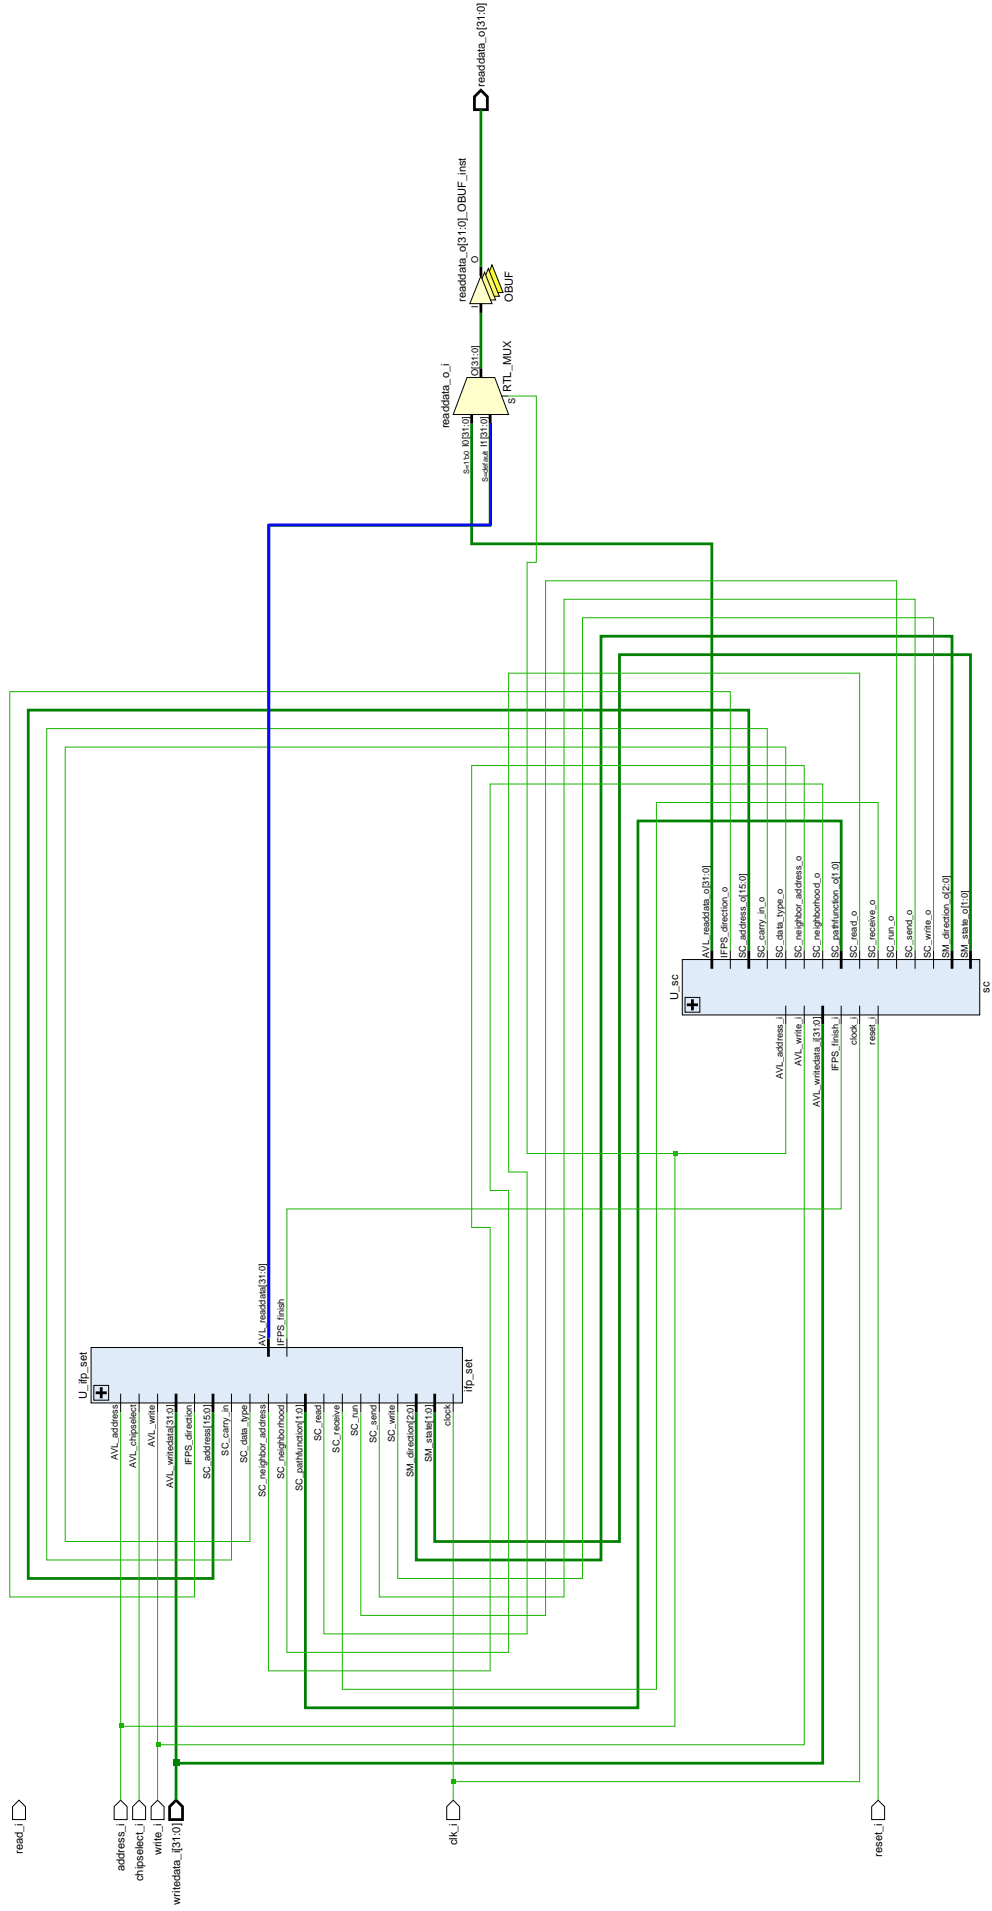 read_i
address_i
chipselect_i
write_i
writedata_i[31:0]
clk_i
reset_i
U_ifp_set
AVL_address
AVL_chipselect
AVL_write
AVL_writedata[31:0]
IFPS_direction
SC_address[15:0]
SC_carry_in
SC_data_type
SC_neighbor_address
SC_neighborhood
SC_pathfunction[1:0]
SC_read
SC_receive
SC_run
SC_send
SC_write
SM_direction[2:0]
SM_state[1:0]
clock
AVL_readdata[31:0]
IFPS_finish
ifp_set
U_sc
AVL_address_i
AVL_write_i
AVL_writedata_i[31:0]
IFPS_finish_i
clock_i
reset_i
AVL_readdata_o[31:0]
IFPS_direction_o
SC_address_o[15:0]
SC_carry_in_o
SC_data_type_o
SC_neighbor_address_o
SC_neighborhood_o
SC_pathfunction_o[1:0]
SC_read_o
SC_receive_o
SC_run_o
SC_send_o
SC_write_o
SM_direction_o[2:0]
SM_state_o[1:0]
sc
readdata_o_i
S=1'b0 I0[31:0]
S=default I1[31:0]
O[31:0]
S
RTL_MUX
readdata_o[31:0]_OBUF_inst
I
O
OBUF
readdata_o[31:0]